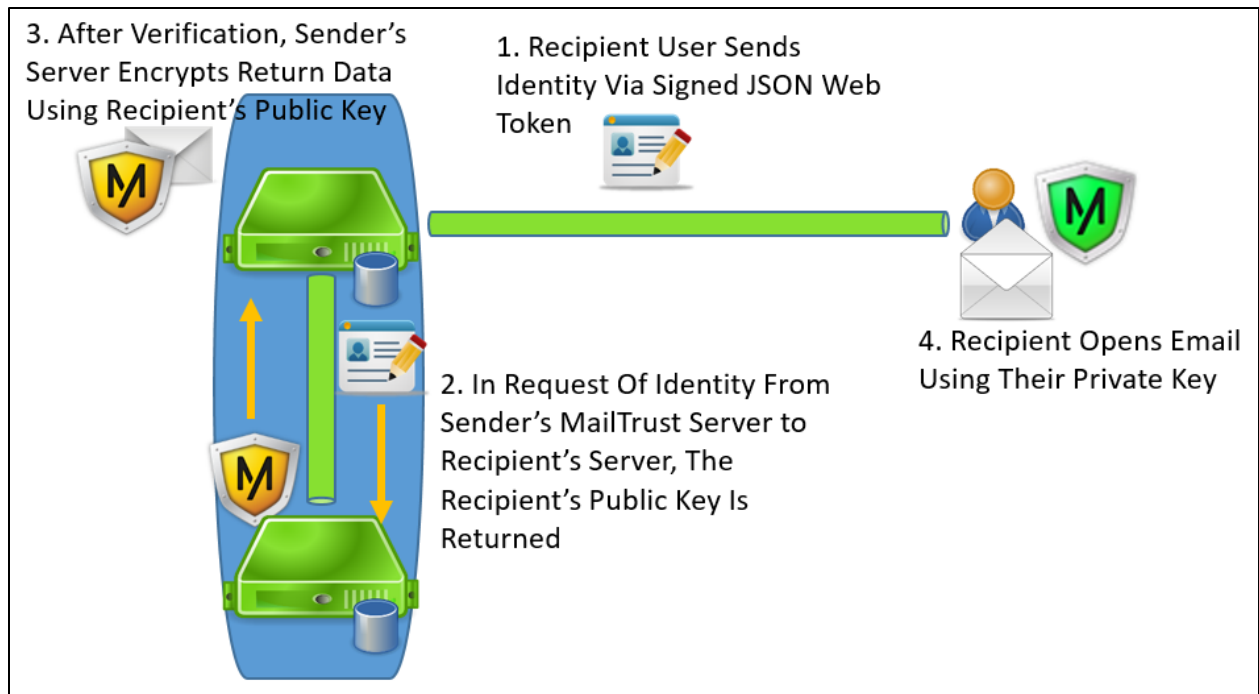 3. After Verification, Sender's
Server Encrypts Return Data
Using Recipient's Public Key
1. Recipient User Sends
Identity Via Signed JSON Web
Token
2. In Request Of Identity From
Sender's MailTrust Server to
Recipient's Server, The
Recipient's Public Key Is
Returned
4. Recipient Opens Email
Using Their Private Key